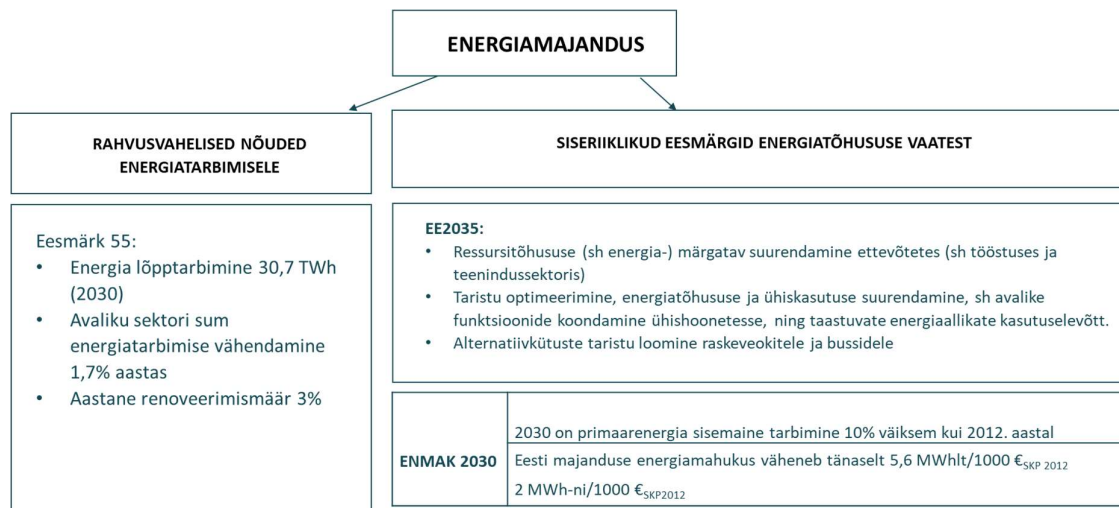 ENERGIAMAJANDUS
RAHVUSVAHELISED NÕUDED
ENERGIATARBIMISELE
SISERIIKLIKUD EESMÄRGID ENERGIATÕHUSUSE VAATEST
Eesmärk 55:
• Energia lõpptarbimine 30,7 TWh
(2030)
• Avaliku sektori sum
energiatarbimise vähendamine
1,7% aastas
• Aastane renoveerimismäär 3%
EE2035:
• Ressursitõhususe (sh energia-) märgatav suurendamine ettevõtetes (sh tööstuses ja
teenindussektoris)
• Taristu optimeerimine, energiatõhususe ja ühiskasutuse suurendamine, sh avalike
funktsioonide koondamine ühishoonetesse, ning taastuvate energiaallikate kasutuselevõtt.
• Alternatiivkütuste taristu loomine raskeveokitele ja bussidele
ENMAK 2030
2030 on primaarenergia sisemaine tarbimine 10% väiksem kui 2012. aastal
Eesti majanduse energiamahukus väheneb tänaselt 5,6 MWhlt/1000 €SKP 2012
2 MWh-ni/1000 €SKP2012